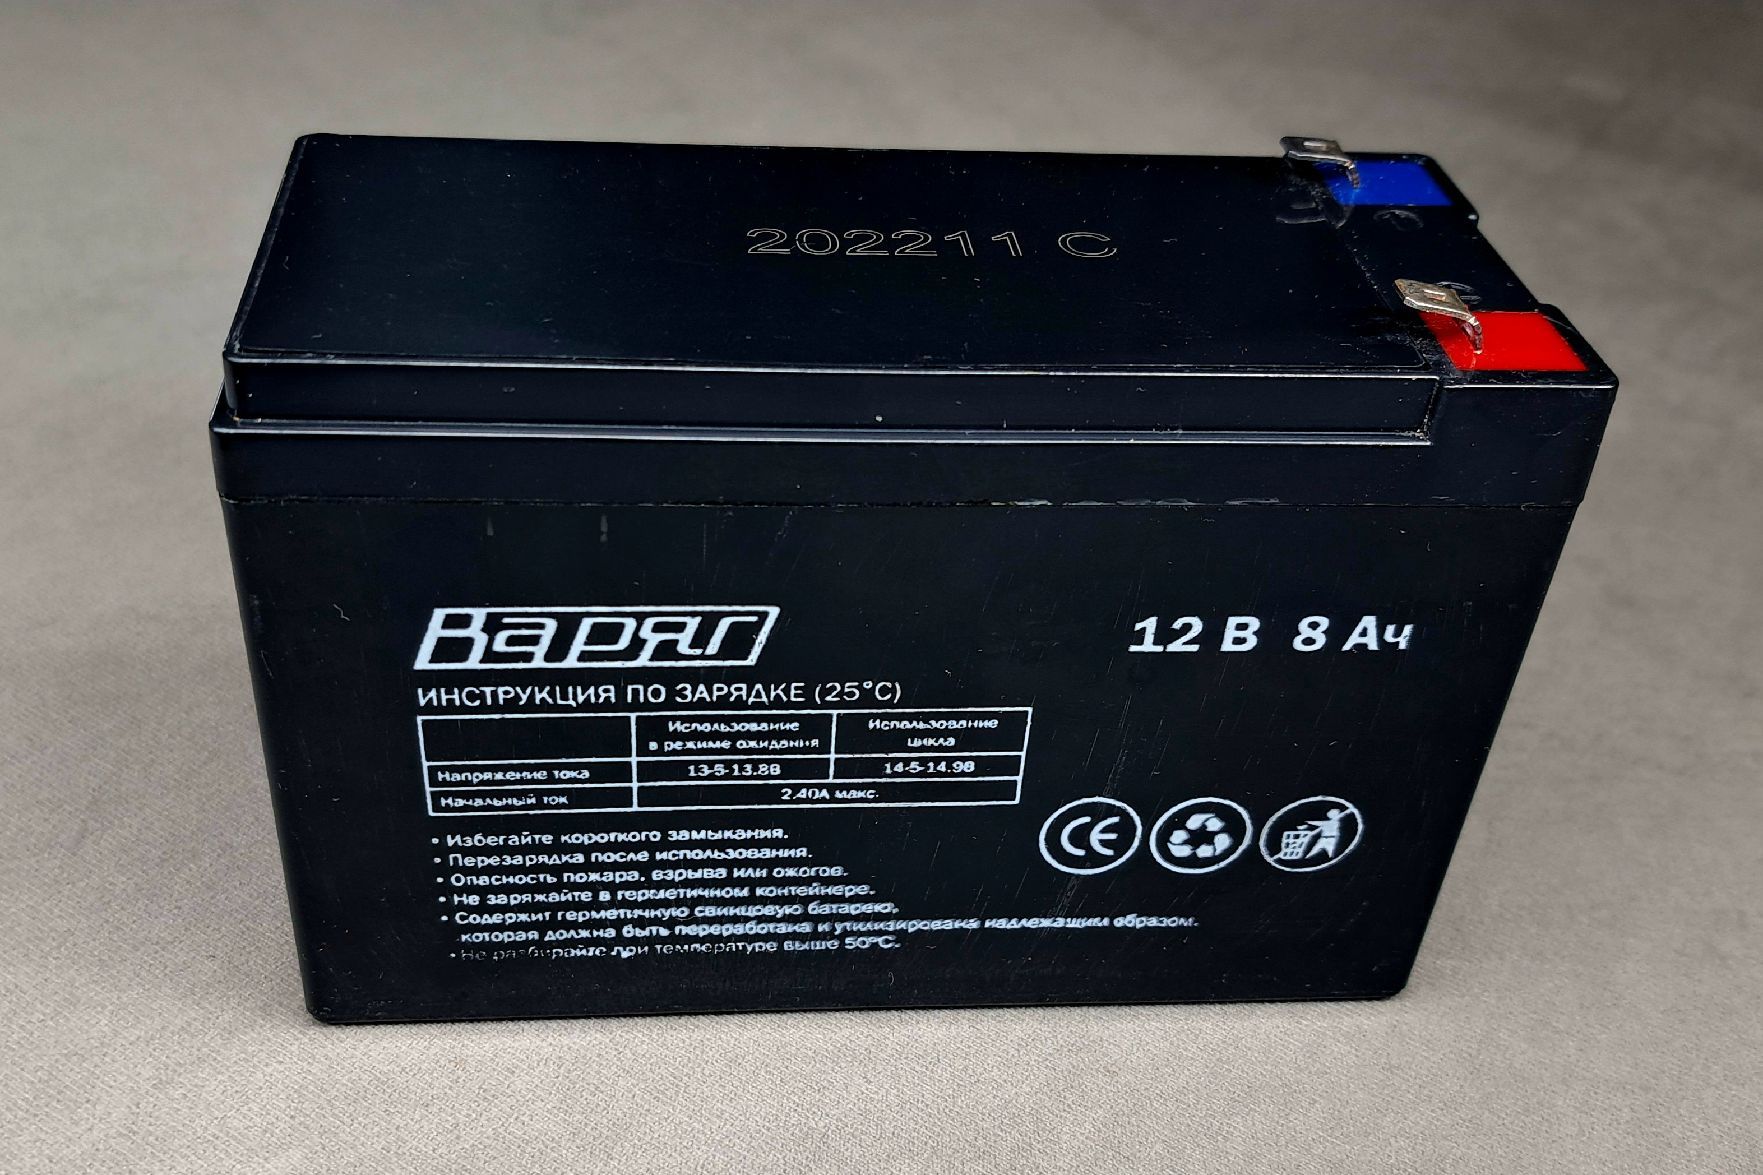 202211 C
Варяг
12 В 8 Ач
ИНСТРУКЦИЯ ПО ЗАРЯДКЕ (25°C)
Использование в режиме ожидания
Использование цикла
Напряжение тока 13-5-13.8В 14-5-14.9В
Начальный ток 2.40А макс.
• Избегайте короткого замыкания.
• Перезарядка после использования.
• Опасность пожара, взрыва или ожогов.
• Не заряжайте в герметичном контейнере.
• Содержит герметичную свинцовую батарею,
которая должна быть переработана и утилизирована надлежащим образом.
• Не разбирайте при температуре выше 50°C.
CE